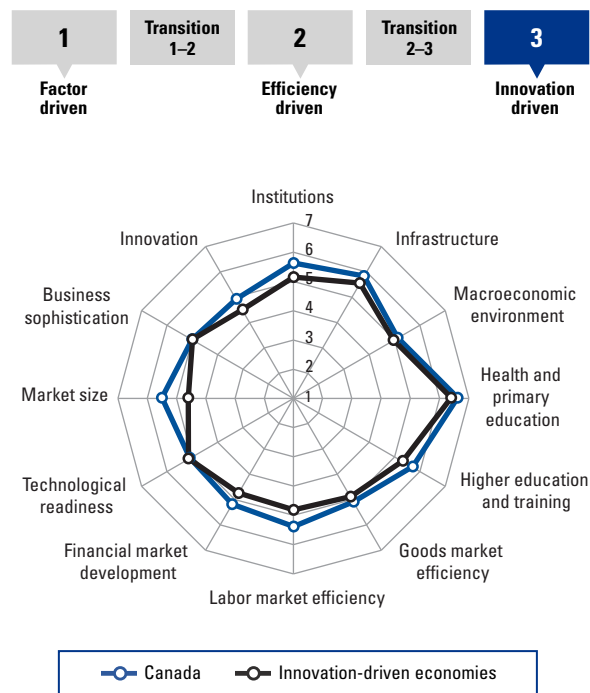 1
Transition
1–2
2
Transition
2–3
3
Factor
driven
Efficiency
driven
Innovation
driven
Institutions
7
Innovation
6
Infrastructure
5
Business
sophistication
4
Macroeconomic
environment
3
2
Market size
1
Health and
primary
education
Technological
readiness
Higher education
and training
Financial market
development
Goods market
efficiency
Labor market efficiency
Canada
Innovation-driven economies